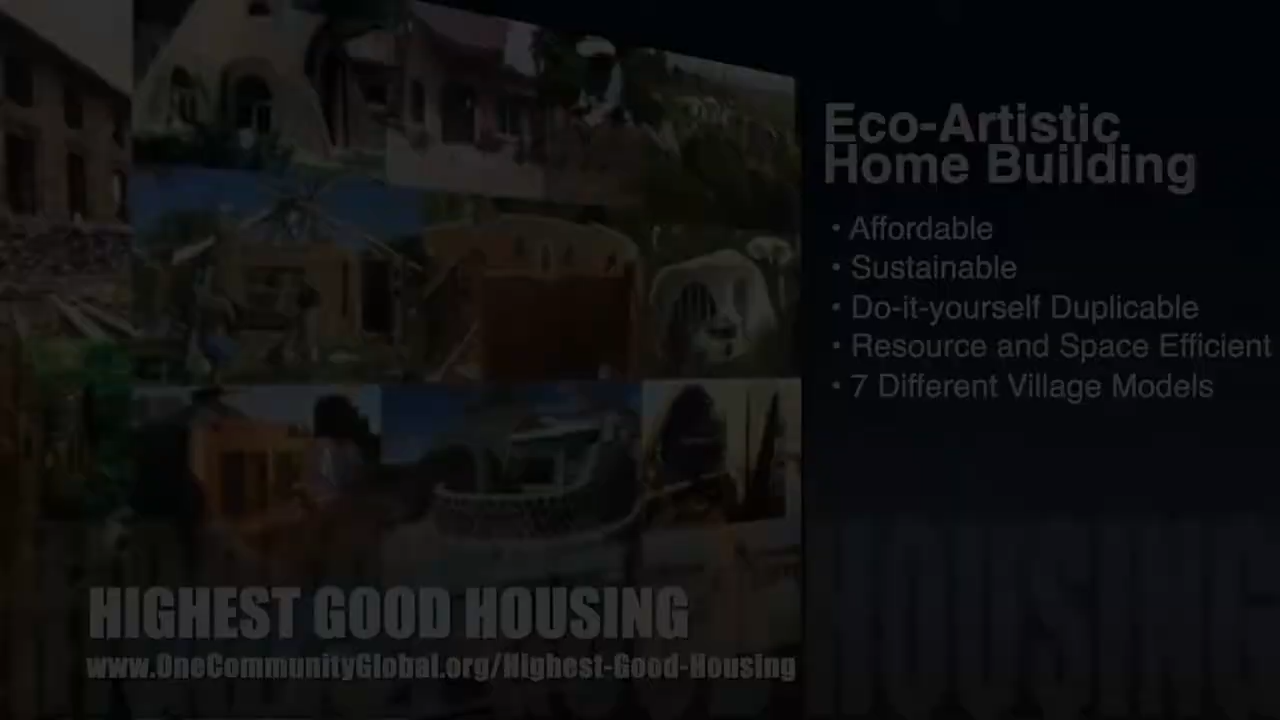 Eco-Artistic
Home Building
• Affordable
• Sustainable
• Do-it-yourself Duplicable
• Resource and Space Efficient
• 7 Different Village Models
HIGHEST GOOD HOUSING
www.OneCommunityGlobal.org/Highest-Good-Housing
HOUSING